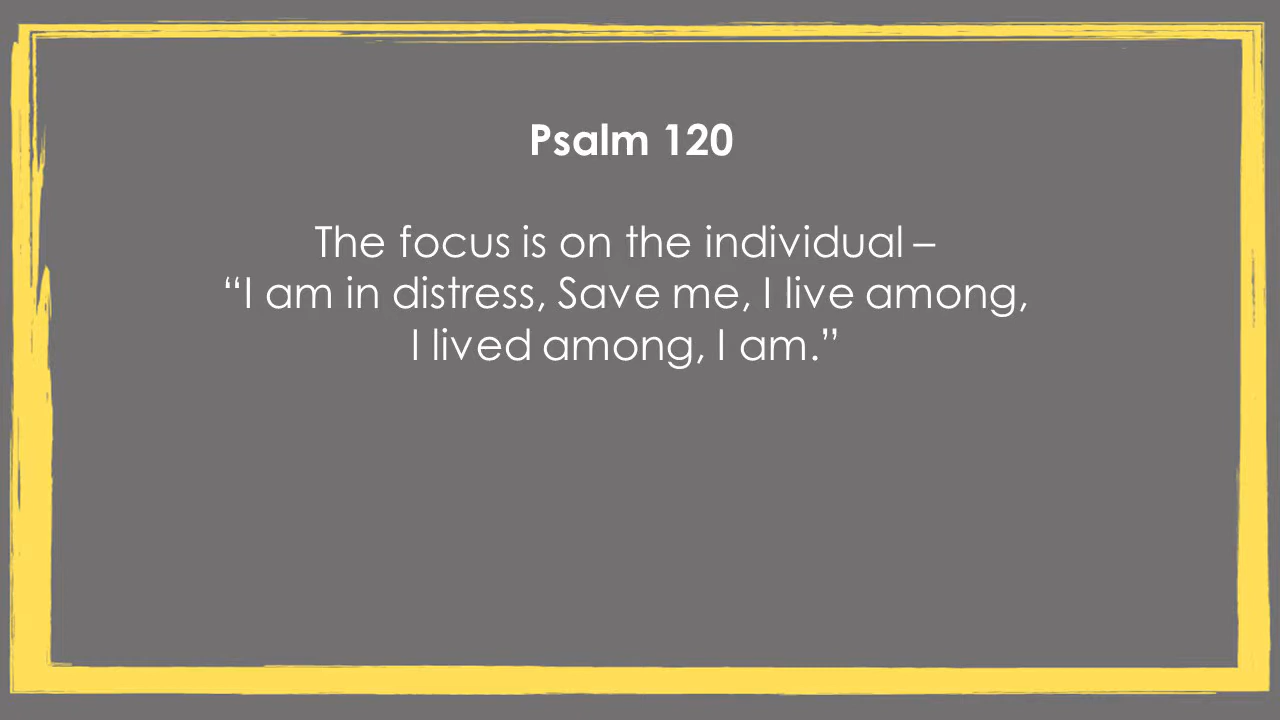 Psalm 120
The focus is on the individual –
“I am in distress, Save me, I live among,
I lived among, I am.”